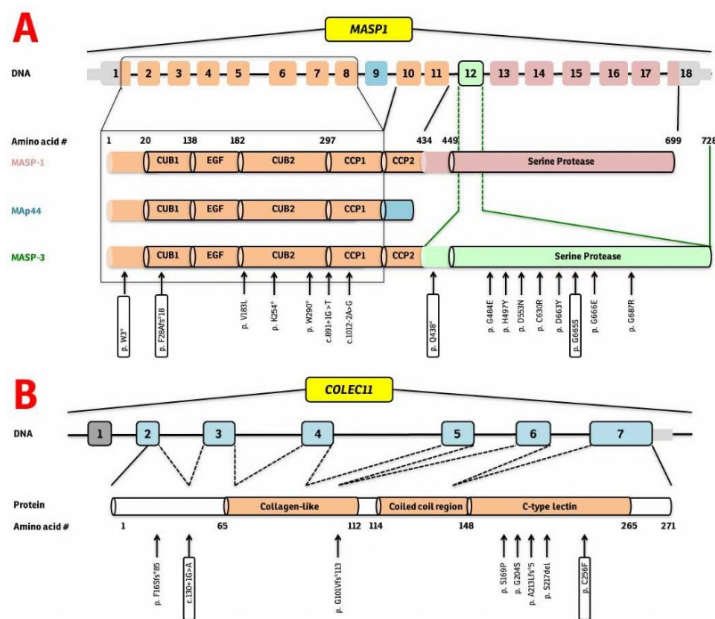 A
MASP1
DNA
1 2 3 4 5 6 7 8 9 10 11 12 13 14 15 16 17 18
Amino acid # 1 20 138 182 297 434 449 699 728
MASP-1 CUB1 EGF CUB2 CCP1 CCP2 Serine Protease
MAp44 CUB1 EGF CUB2 CCP1
MASP-3 CUB1 EGF CUB2 CCP1 CCP2 Serine Protease
p. W3*
p. F28Afs*18
p. V183L
p. K254*
p. W290*
c.891+1G>T
c.1012-2A>G
p. Q438*
p. G484E
p. H497Y
p. D553N
p. C630R
p. D663Y
p. G665S
p. G666E
p. G687R
B
COLEC11
DNA
1 2 3 4 5 6 7
Protein Collagen-like Coiled coil region C-type lectin
Amino acid # 1 65 112 114 148 265 271
p. F16Sfs*85
c.130+1G>A
p. G101Vfs*113
p. S169P
p. G204S
p. A213Lfs*5
p. S217del
p. C256F